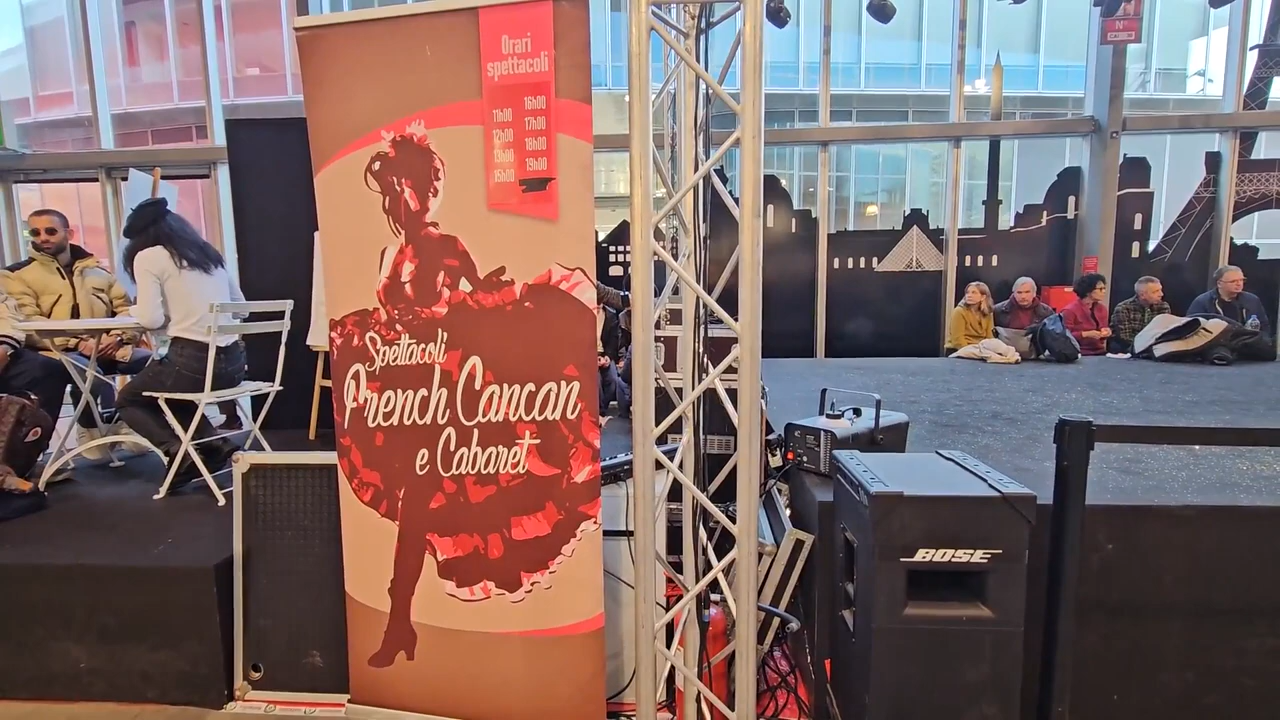 Orari
spettacoli
11h00
12h00
13h00
15h00
16h00
17h00
18h00
19h00
Spettacoli
French Cancan
e Cabaret
BOSE